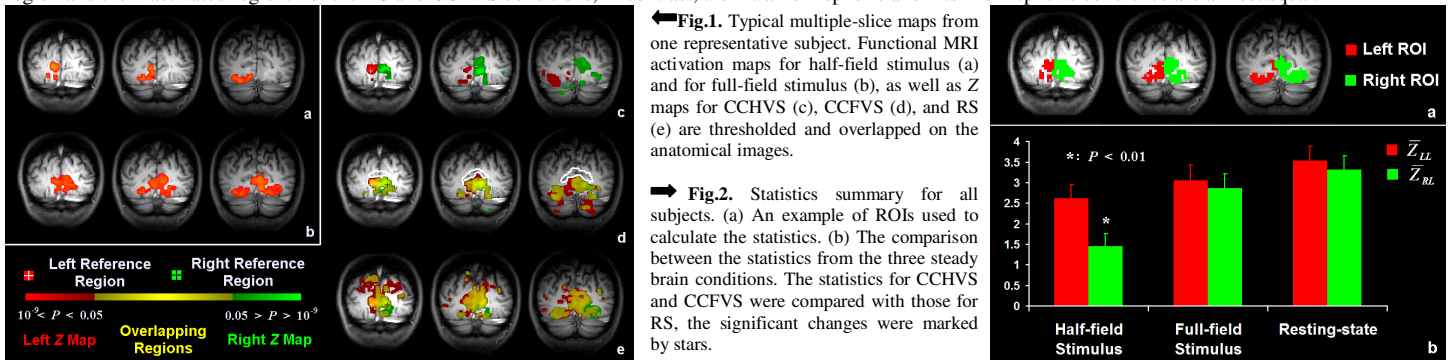 a
b
c
d
e
Left Reference Region
Right Reference Region
10⁻⁹< P < 0.05
0.05 > P > 10⁻⁹
Left Z Map
Overlapping Regions
Right Z Map
⬅Fig.1. Typical multiple-slice maps from
one representative subject. Functional MRI
activation maps for half-field stimulus (a)
and for full-field stimulus (b), as well as Z
maps for CCHVS (c), CCFVS (d), and RS
(e) are thresholded and overlapped on the
anatomical images.
➡ Fig.2. Statistics summary for all
subjects. (a) An example of ROIs used to
calculate the statistics. (b) The comparison
between the statistics from the three steady
brain conditions. The statistics for CCHVS
and CCFVS were compared with those for
RS, the significant changes were marked
by stars.
Left ROI
Right ROI
a
*: P < 0.01
Z̅LL
Z̅RL
4
3.5
3
2.5
2
1.5
1
0.5
0
*
Half-field Stimulus
Full-field Stimulus
Resting-state
b